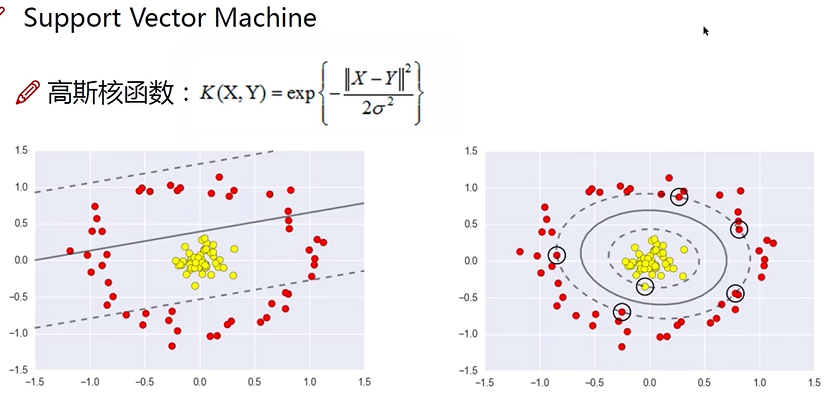 Support Vector Machine
高斯核函数：K(X, Y) = exp{ -‖X − Y‖² / 2σ² }
1.5 1.5
1.0 1.0
0.5 0.5
0.0 0.0
−0.5 −0.5
−1.0 −1.0
−1.5 −1.5
−1.5 −1.0 −0.5 0.0 0.5 1.0 1.5 −1.5 −1.0 −0.5 0.0 0.5 1.0 1.5